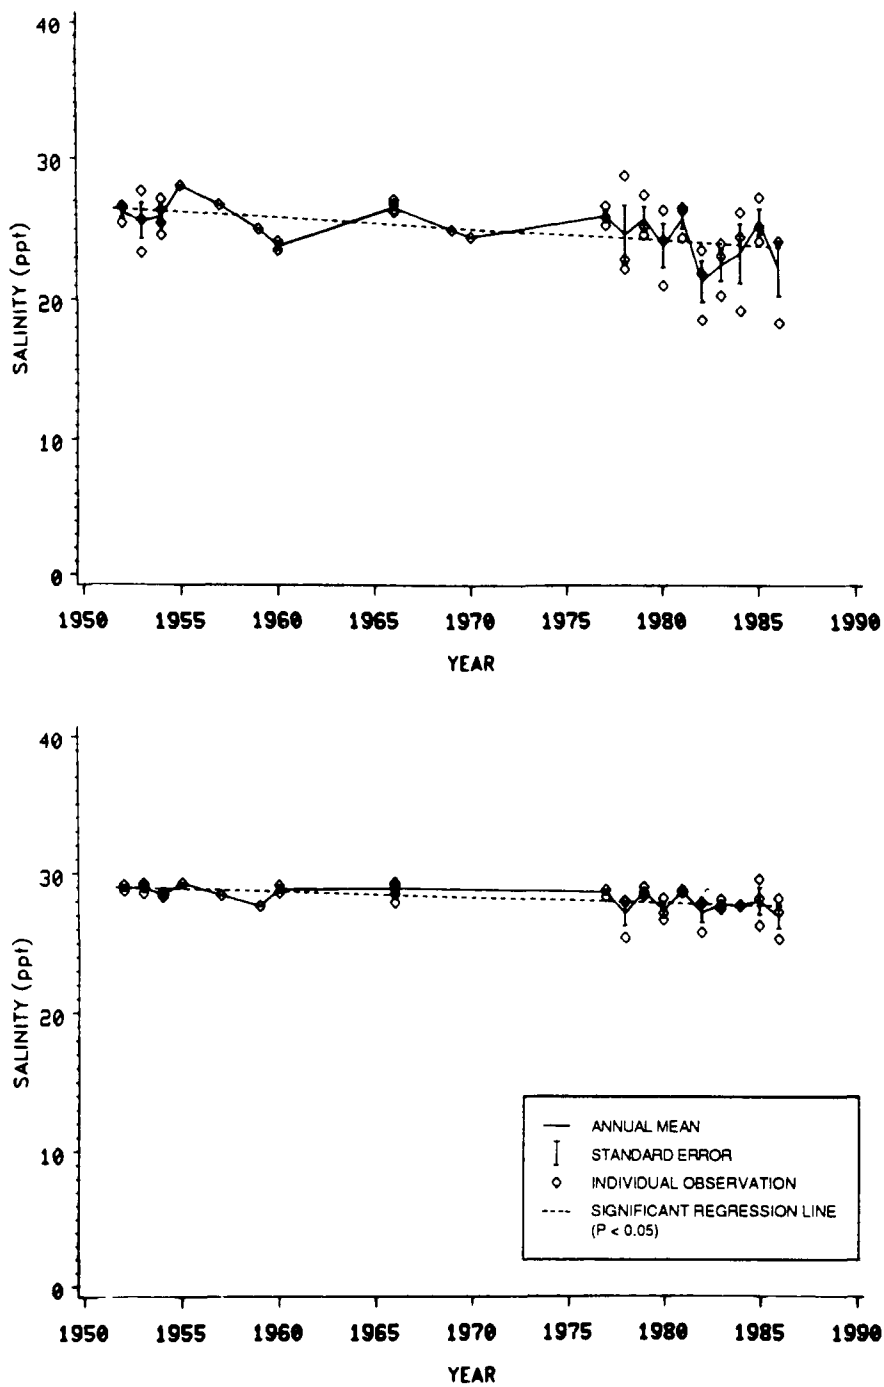 40
30
20
10
0
SALINITY (ppt)
1950 1955 1960 1965 1970 1975 1980 1985 1990
YEAR
40
30
20
10
0
SALINITY (ppt)
ANNUAL MEAN
STANDARD ERROR
INDIVIDUAL OBSERVATION
SIGNIFICANT REGRESSION LINE
(P < 0.05)
1950 1955 1960 1965 1970 1975 1980 1985 1990
YEAR